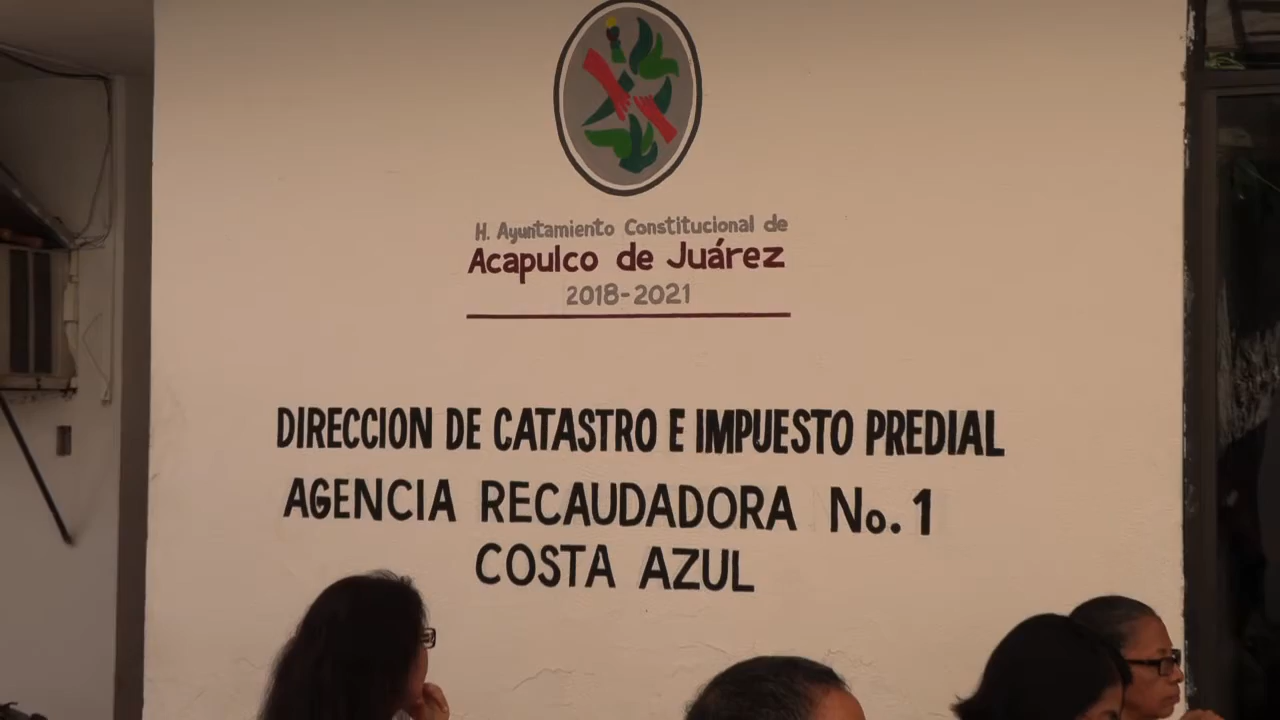 H. Ayuntamiento Constitucional de
Acapulco de Juárez
2018-2021
DIRECCION DE CATASTRO E IMPUESTO PREDIAL
AGENCIA RECAUDADORA No. 1
COSTA AZUL